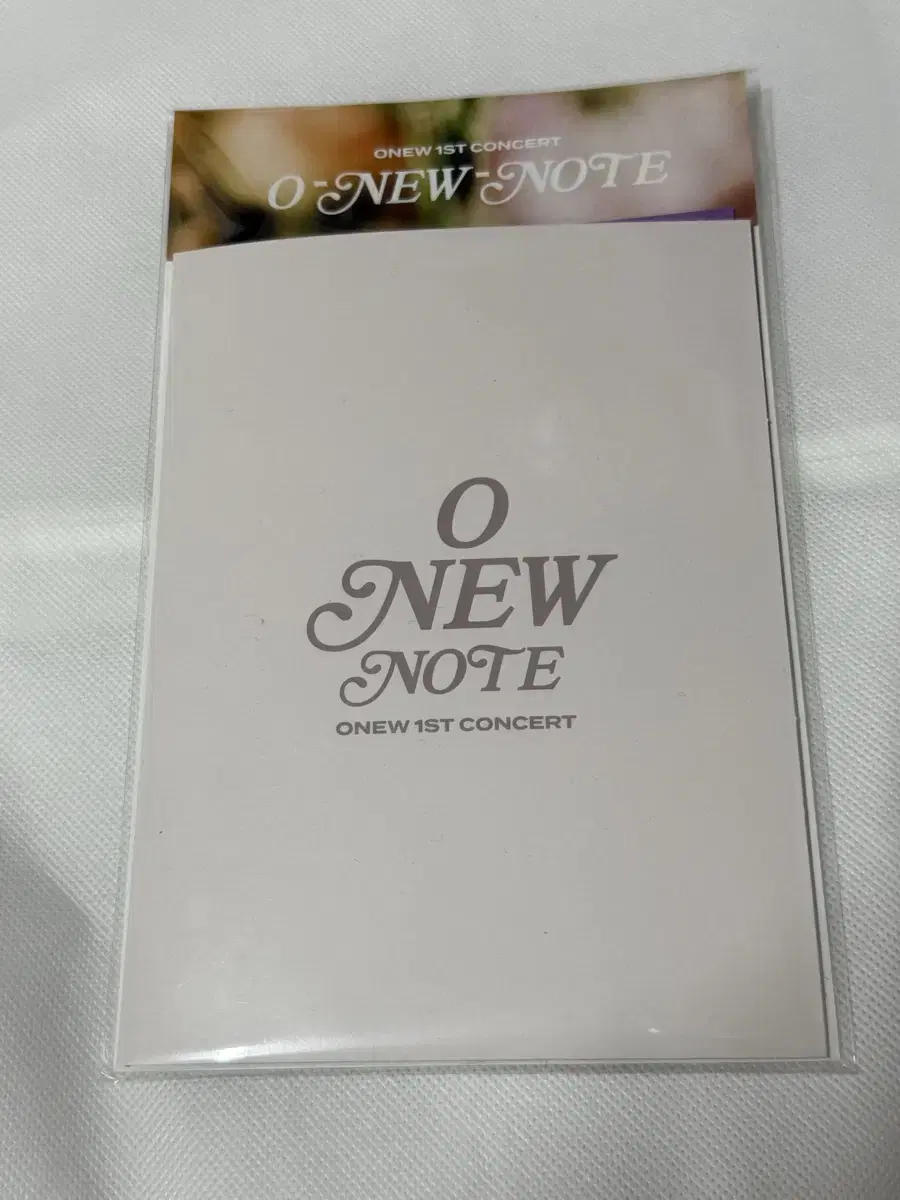 ONEW 1ST CONCERT
O-NEW-NOTE
O
NEW
NOTE
ONEW 1ST CONCERT